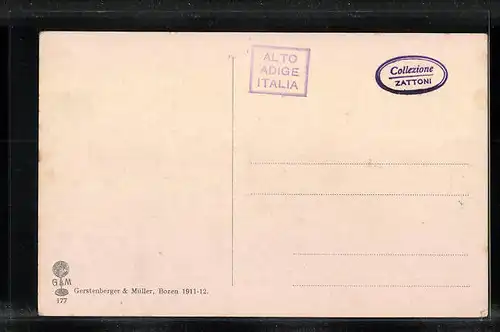 ALTO
ADIGE
ITALIA
Collezione
ZATTONI
G M
177
Gerstenberger & Müller, Bozen 1911-12.